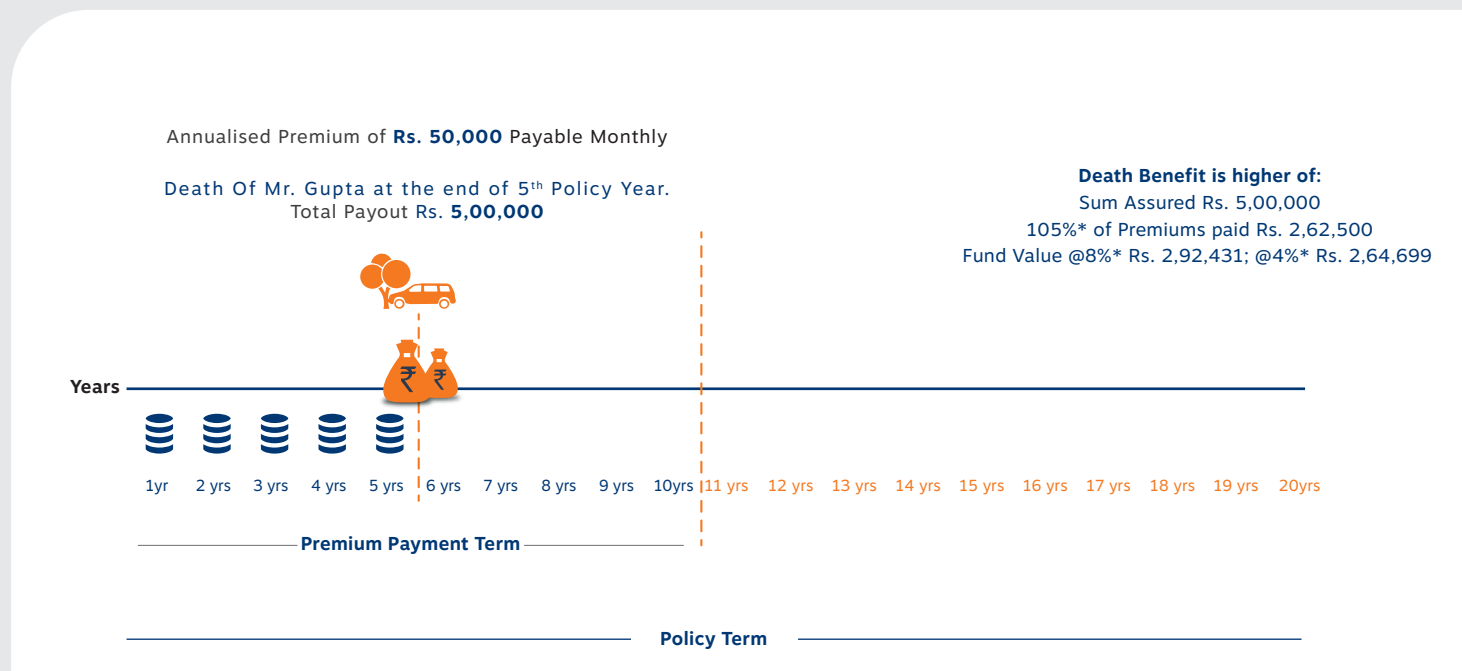 Annualised Premium of Rs. 50,000 Payable Monthly
Death Of Mr. Gupta at the end of 5th Policy Year.
Total Payout Rs. 5,00,000
Death Benefit is higher of:
Sum Assured Rs. 5,00,000
105%* of Premiums paid Rs. 2,62,500
Fund Value @8%* Rs. 2,92,431; @4%* Rs. 2,64,699
₹ ₹
Years
1yr 2 yrs 3 yrs 4 yrs 5 yrs 6 yrs 7 yrs 8 yrs 9 yrs 10yrs 11 yrs 12 yrs 13 yrs 14 yrs 15 yrs 16 yrs 17 yrs 18 yrs 19 yrs 20yrs
Premium Payment Term
Policy Term